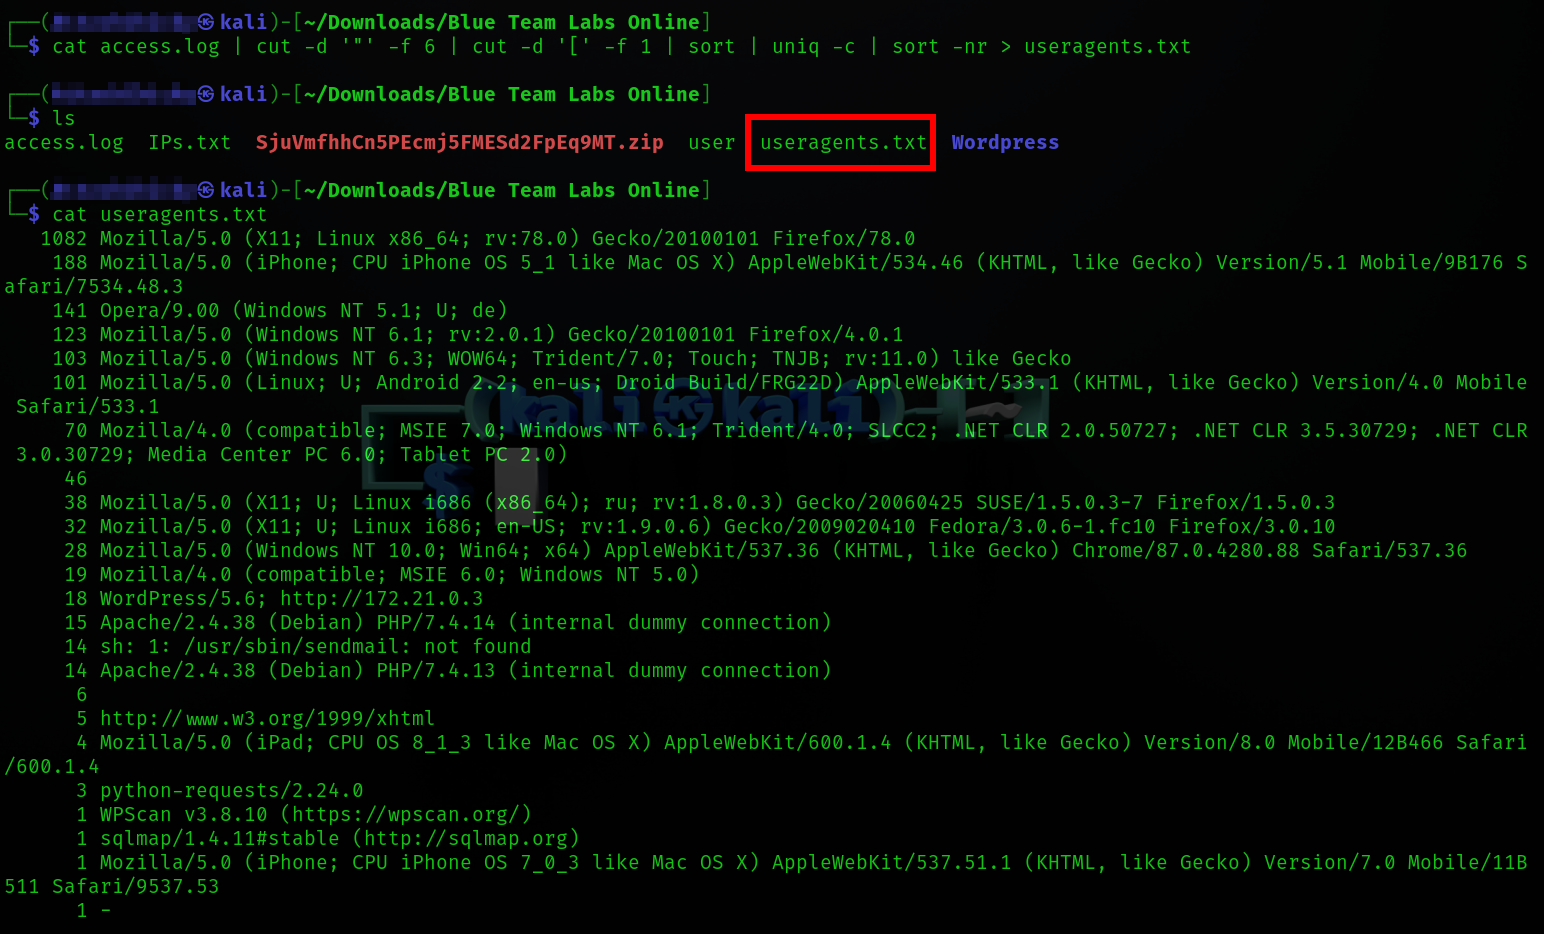 ┌──(㉿kali)-[~/Downloads/Blue Team Labs Online]
└─$ cat access.log | cut -d '"' -f 6 | cut -d '[' -f 1 | sort | uniq -c | sort -nr > useragents.txt
┌──(㉿kali)-[~/Downloads/Blue Team Labs Online]
└─$ ls
access.log  IPs.txt  SjuVmfhhCn5PEcmj5FMESd2FpEq9MT.zip  user  useragents.txt  Wordpress
┌──(㉿kali)-[~/Downloads/Blue Team Labs Online]
└─$ cat useragents.txt
   1082 Mozilla/5.0 (X11; Linux x86_64; rv:78.0) Gecko/20100101 Firefox/78.0
    188 Mozilla/5.0 (iPhone; CPU iPhone OS 5_1 like Mac OS X) AppleWebKit/534.46 (KHTML, like Gecko) Version/5.1 Mobile/9B176 S
afari/7534.48.3
    141 Opera/9.00 (Windows NT 5.1; U; de)
    123 Mozilla/5.0 (Windows NT 6.1; rv:2.0.1) Gecko/20100101 Firefox/4.0.1
    103 Mozilla/5.0 (Windows NT 6.3; WOW64; Trident/7.0; Touch; TNJB; rv:11.0) like Gecko
    101 Mozilla/5.0 (Linux; U; Android 2.2; en-us; Droid Build/FRG22D) AppleWebKit/533.1 (KHTML, like Gecko) Version/4.0 Mobile
 Safari/533.1
     70 Mozilla/4.0 (compatible; MSIE 7.0; Windows NT 6.1; Trident/4.0; SLCC2; .NET CLR 2.0.50727; .NET CLR 3.5.30729; .NET CLR
 3.0.30729; Media Center PC 6.0; Tablet PC 2.0)
     46
     38 Mozilla/5.0 (X11; U; Linux i686 (x86_64); ru; rv:1.8.0.3) Gecko/20060425 SUSE/1.5.0.3-7 Firefox/1.5.0.3
     32 Mozilla/5.0 (X11; U; Linux i686; en-US; rv:1.9.0.6) Gecko/2009020410 Fedora/3.0.6-1.fc10 Firefox/3.0.10
     28 Mozilla/5.0 (Windows NT 10.0; Win64; x64) AppleWebKit/537.36 (KHTML, like Gecko) Chrome/87.0.4280.88 Safari/537.36
     19 Mozilla/4.0 (compatible; MSIE 6.0; Windows NT 5.0)
     18 WordPress/5.6; http://172.21.0.3
     15 Apache/2.4.38 (Debian) PHP/7.4.14 (internal dummy connection)
     14 sh: 1: /usr/sbin/sendmail: not found
     14 Apache/2.4.38 (Debian) PHP/7.4.13 (internal dummy connection)
      6
      5 http://www.w3.org/1999/xhtml
      4 Mozilla/5.0 (iPad; CPU OS 8_1_3 like Mac OS X) AppleWebKit/600.1.4 (KHTML, like Gecko) Version/8.0 Mobile/12B466 Safari
/600.1.4
      3 python-requests/2.24.0
      1 WPScan v3.8.10 (https://wpscan.org/)
      1 sqlmap/1.4.11#stable (http://sqlmap.org)
      1 Mozilla/5.0 (iPhone; CPU iPhone OS 7_0_3 like Mac OS X) AppleWebKit/537.51.1 (KHTML, like Gecko) Version/7.0 Mobile/11B
511 Safari/9537.53
      1 -
(kali㉿kali)-[~]
$